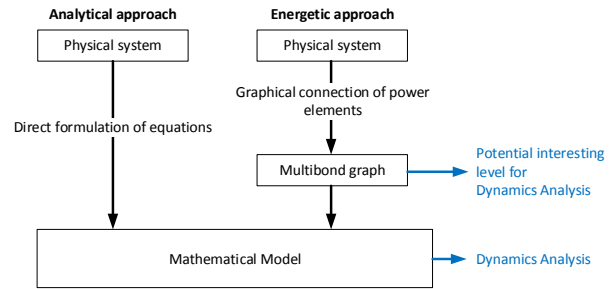 Analytical approach
Energetic approach
Physical system
Physical system
Graphical connection of power
elements
Direct formulation of equations
Multibond graph
Potential interesting
level for
Dynamics Analysis
Mathematical Model
Dynamics Analysis